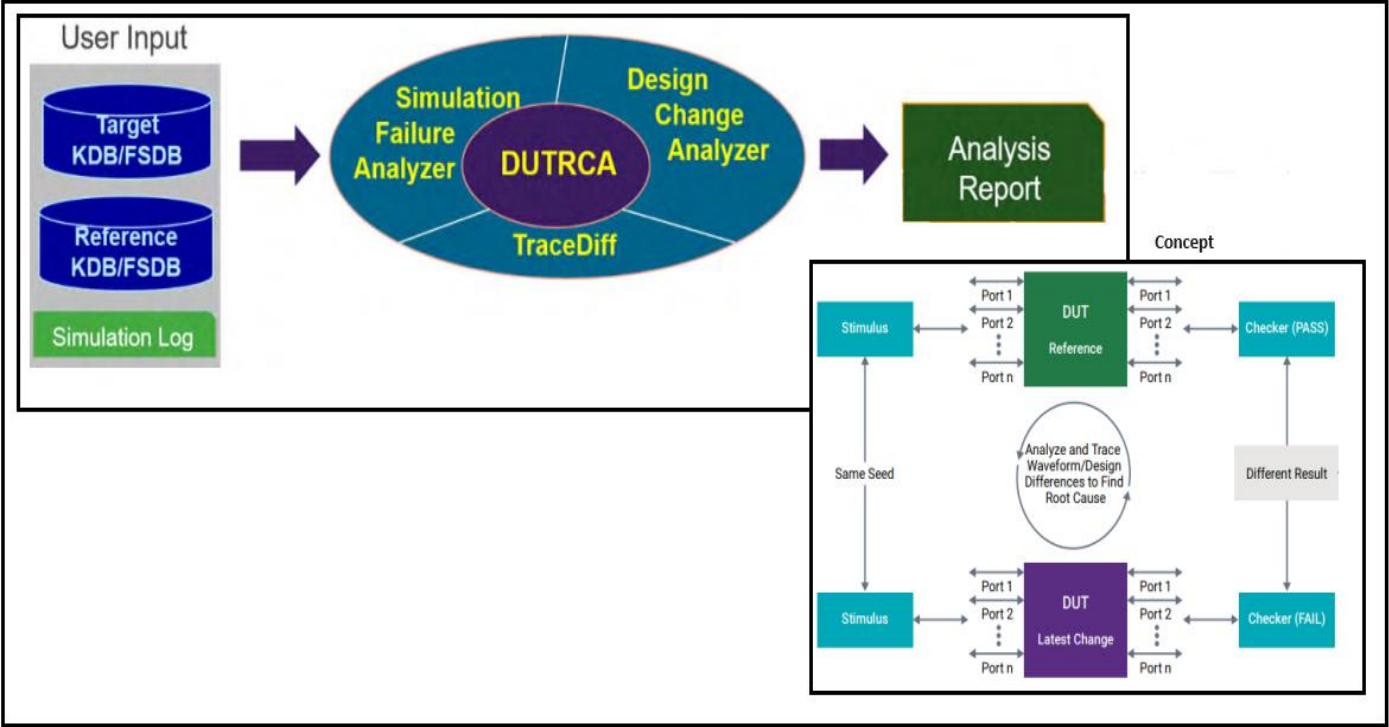 User Input
Target
KDB/FSDB
Reference
KDB/FSDB
Simulation Log
Simulation
Failure
Analyzer
DUTRCA
Design
Change
Analyzer
TraceDiff
Analysis
Report
Concept
Stimulus
Port 1
Port 2
Port n
DUT
Reference
Port 1
Port 2
Port n
Checker (PASS)
Same Seed
Analyze and Trace
Waveform/Design
Differences to Find
Root Cause
Different Result
Stimulus
Port 1
Port 2
Port n
DUT
Latest Change
Port 1
Port 2
Port n
Checker (FAIL)